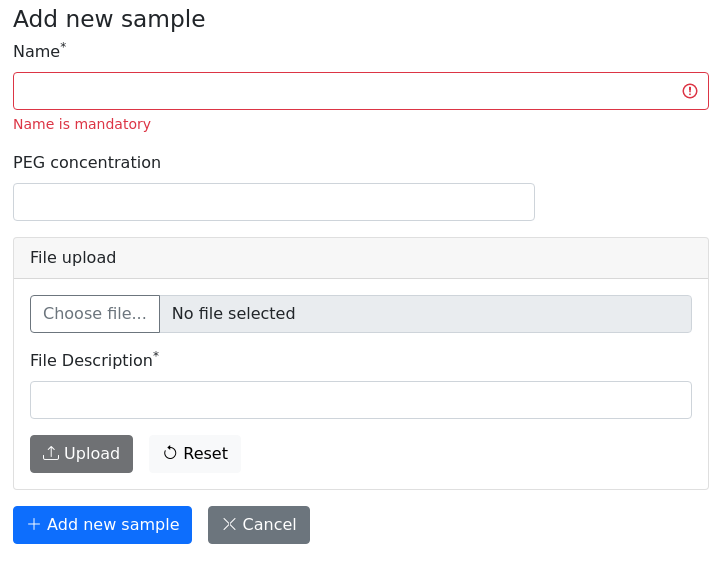 Add new sample
Name*
Name is mandatory
PEG concentration
File upload
Choose file... No file selected
File Description*
Upload Reset
Add new sample Cancel